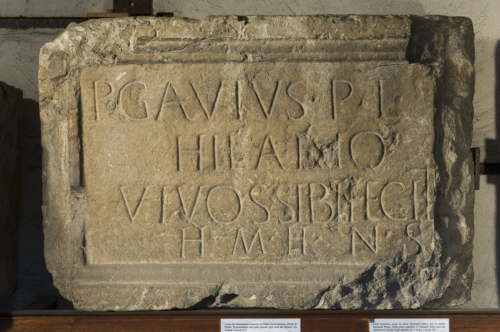 P·GAVIVS·P·L
HILARIO
VIVOS SIBI FECIT
H·M·H·N·S